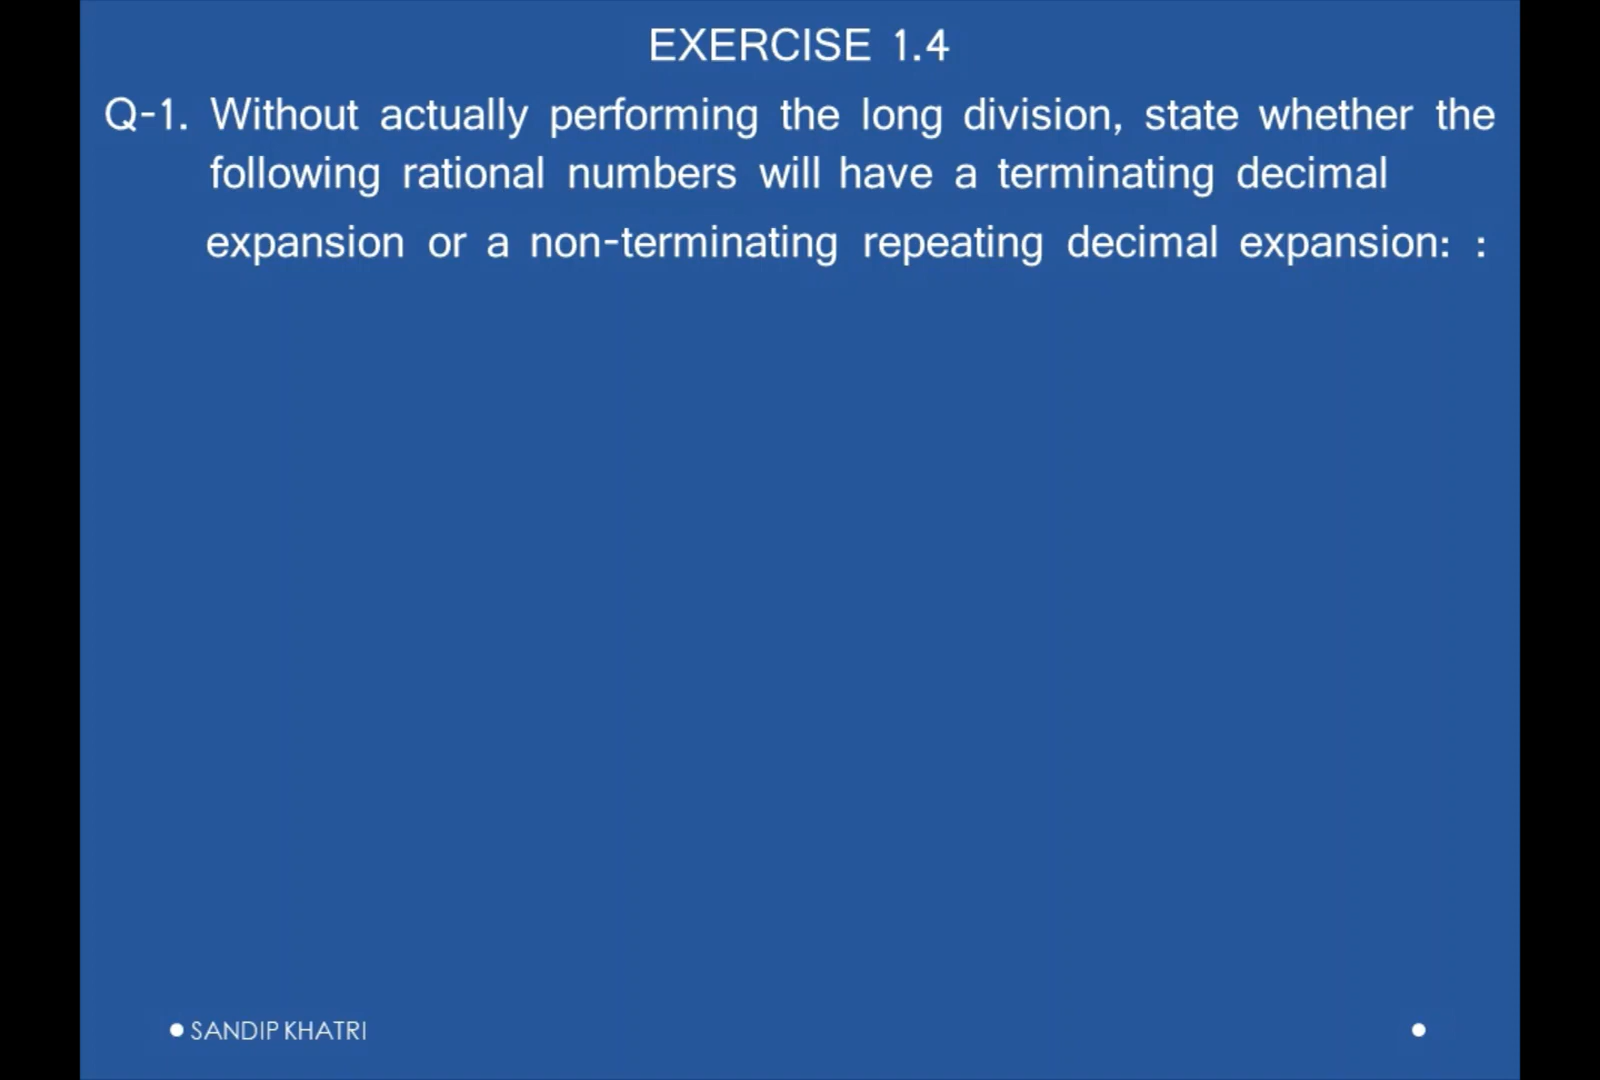 EXERCISE 1.4
Q-1. Without actually performing the long division, state whether the
following rational numbers will have a terminating decimal
expansion or a non-terminating repeating decimal expansion: :
• SANDIP KHATRI
•